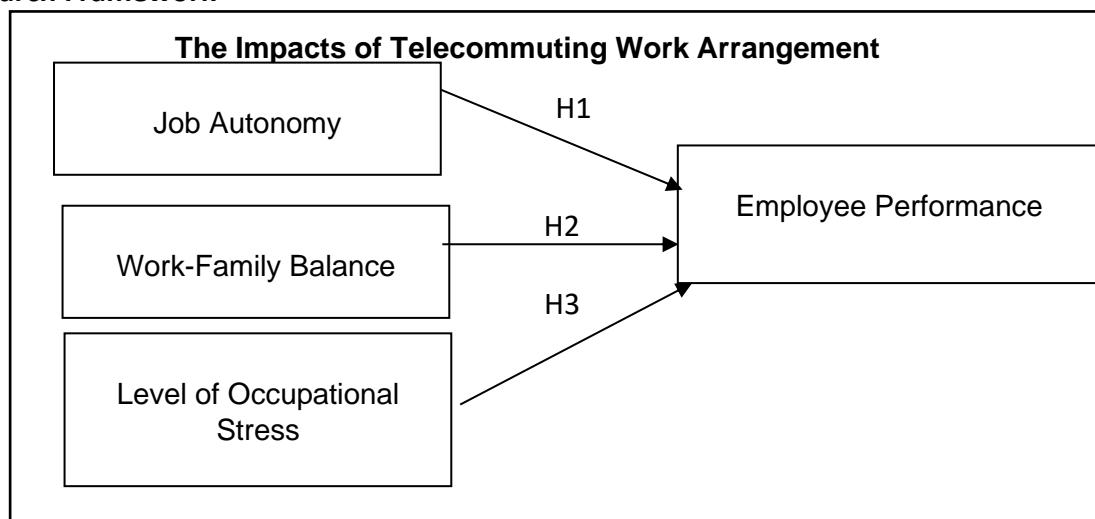 The Impacts of Telecommuting Work Arrangement
Job Autonomy
H1
Employee Performance
Work-Family Balance
H2
H3
Level of Occupational
Stress